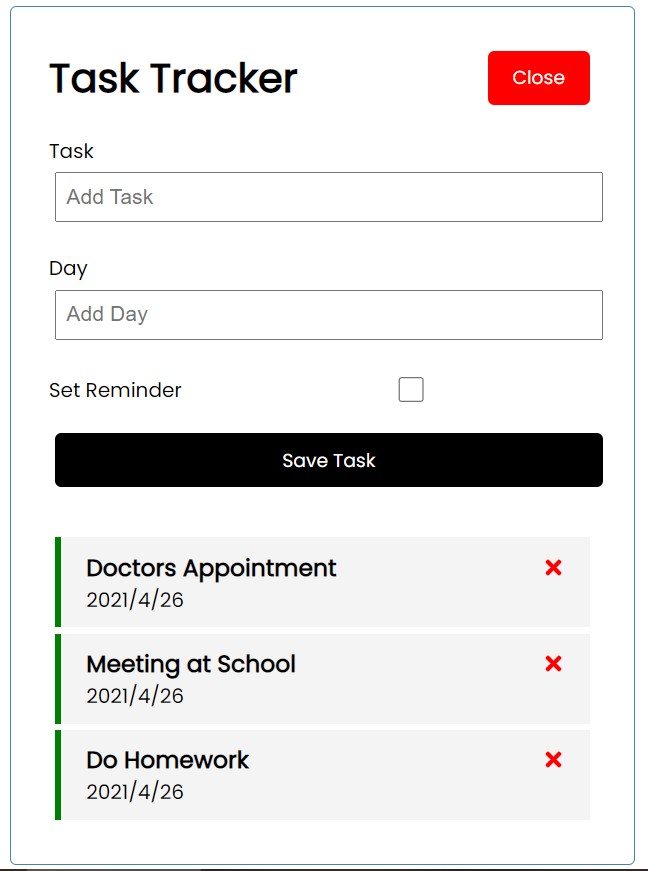 Task Tracker
Close
Task
Add Task
Day
Add Day
Set Reminder
Save Task
Doctors Appointment
2021/4/26
Meeting at School
2021/4/26
Do Homework
2021/4/26